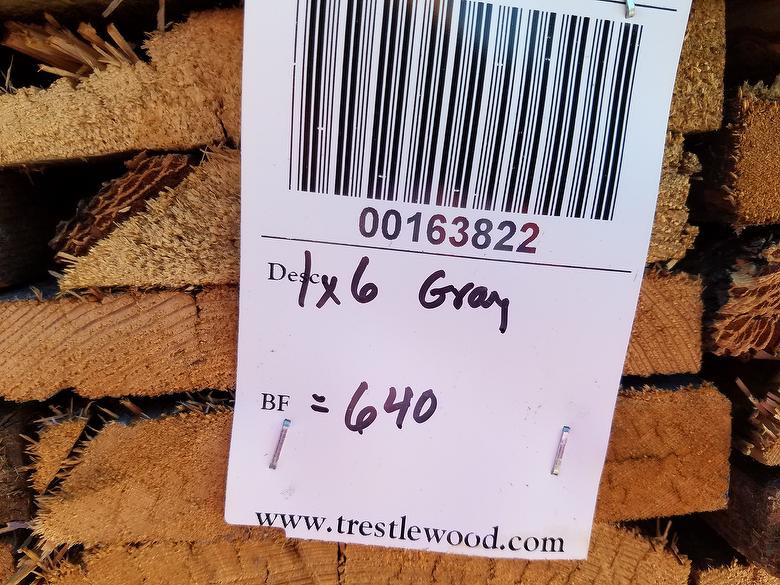 00163822
Desc 1x6 Gray
BF = 640
www.trestlewood.com